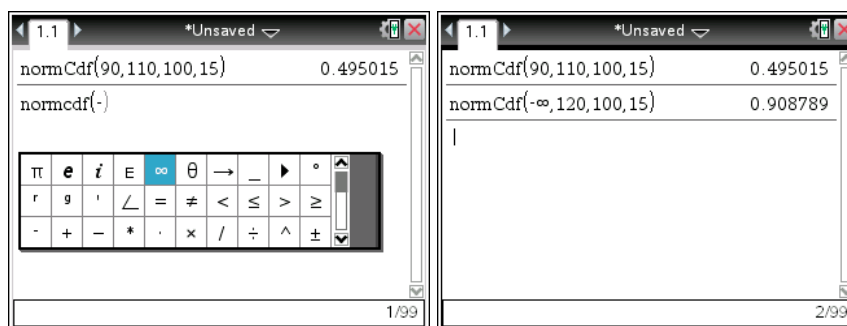 1.1 *Unsaved
normCdf(90,110,100,15) 0.495015
normcdf(-)
π e i E ∞ θ → _ ▶ °
r g ' ∠ = ≠ < ≤ > ≥
- + − * · × / ÷ ^ ±
1/99
1.1 *Unsaved
normCdf(90,110,100,15) 0.495015
normCdf(-∞,120,100,15) 0.908789
2/99